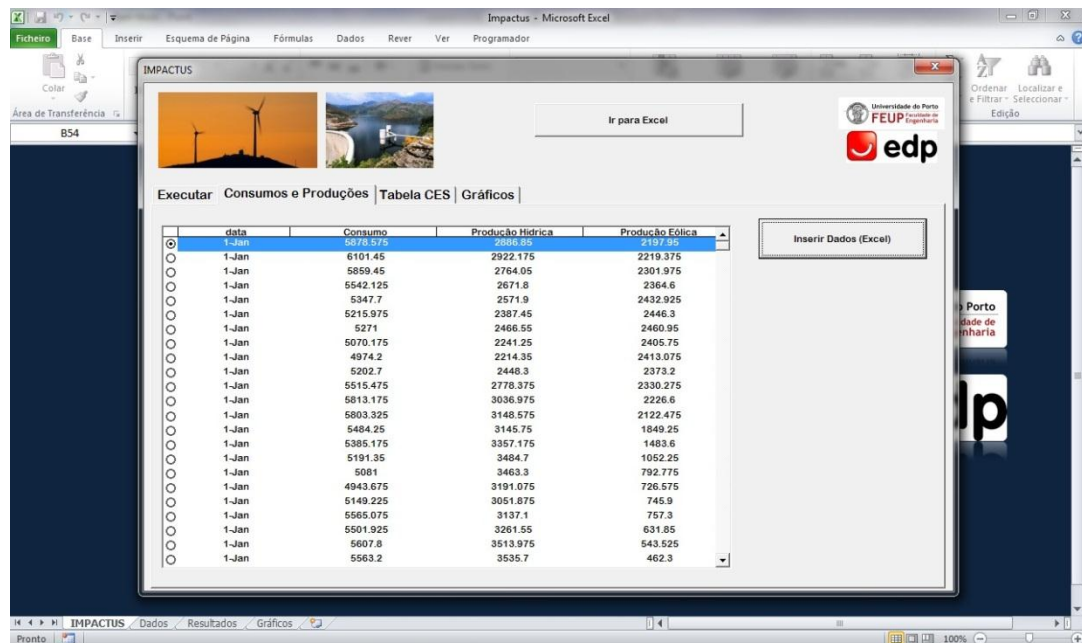 Impactus - Microsoft Excel
Ficheiro Base Inserir Esquema de Página Fórmulas Dados Rever Ver Programador
Colar
Ordenar e Filtrar Localizar e Seleccionar
Área de Transferência Edição
B54
IMPACTUS
Ir para Excel
Universidade do Porto
FEUP Faculdade de Engenharia
edp
Executar Consumos e Produções Tabela CES Gráficos
Inserir Dados (Excel)
data Consumo Produção Hídrica Produção Eólica
1-Jan 5878.575 2886.85 2197.95
1-Jan 6101.45 2922.175 2219.375
1-Jan 5859.45 2764.05 2301.975
1-Jan 5542.125 2671.8 2364.6
1-Jan 5347.7 2571.9 2432.925
1-Jan 5215.975 2387.45 2446.3
1-Jan 5271 2466.55 2460.95
1-Jan 5070.175 2241.25 2405.75
1-Jan 4974.2 2214.35 2413.075
1-Jan 5202.7 2448.3 2373.2
1-Jan 5515.475 2778.375 2330.275
1-Jan 5813.175 3036.975 2226.6
1-Jan 5803.325 3148.575 2122.475
1-Jan 5484.25 3145.75 1849.25
1-Jan 5385.175 3357.175 1483.6
1-Jan 5191.35 3484.7 1052.25
1-Jan 5081 3463.3 792.775
1-Jan 4943.675 3191.075 726.575
1-Jan 5149.225 3051.875 745.9
1-Jan 5565.075 3137.1 757.3
1-Jan 5501.925 3261.55 631.85
1-Jan 5607.8 3513.975 543.525
1-Jan 5563.2 3535.7 462.3
Porto
dade de
enharia
dp
IMPACTUS Dados Resultados Gráficos
Pronto 100%